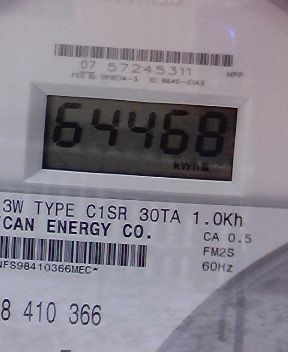 07 57245311
HPP
64468
kWh
3W TYPE C1SR 30TA 1.0Kh
CAN ENERGY CO.
CA 0.5
FM2S
NFS98410366MEC*
60Hz
8 410 366